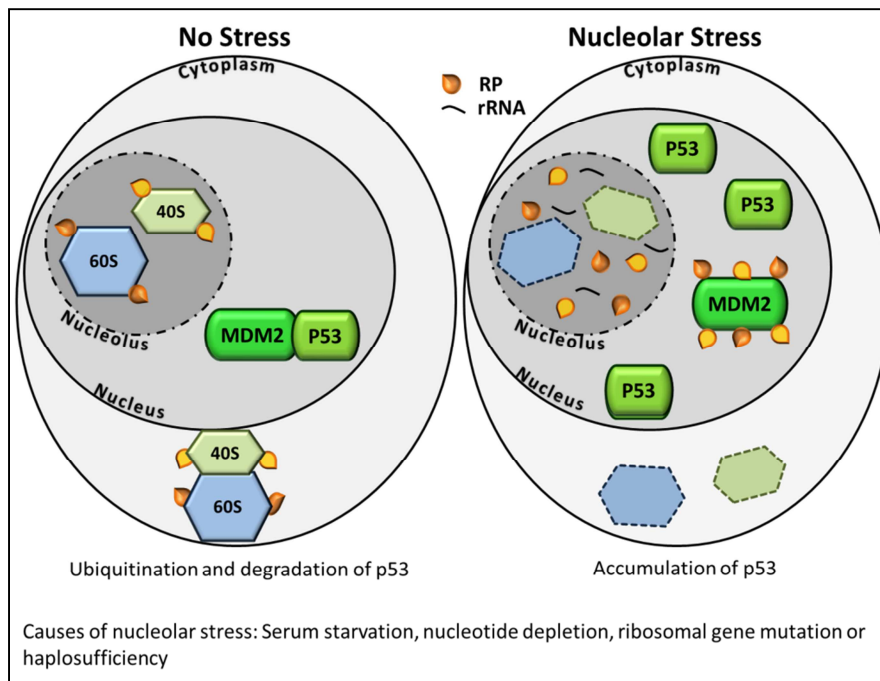 No Stress
Nucleolar Stress
Cytoplasm
Cytoplasm
RP
rRNA
P53
P53
40S
60S
MDM2
P53
Nucleolus
Nucleus
MDM2
Nucleolus
Nucleus
P53
40S
60S
Ubiquitination and degradation of p53
Accumulation of p53
Causes of nucleolar stress: Serum starvation, nucleotide depletion, ribosomal gene mutation or
haplosufficiency